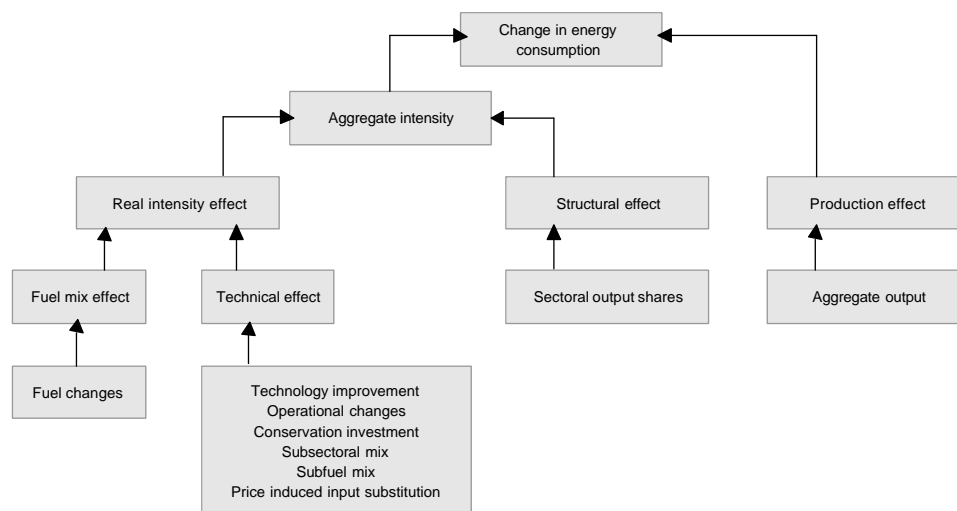 Change in energy
consumption
Aggregate intensity
Real intensity effect
Structural effect
Production effect
Fuel mix effect
Technical effect
Sectoral output shares
Aggregate output
Fuel changes
Technology improvement
Operational changes
Conservation investment
Subsectoral mix
Subfuel mix
Price induced input substitution